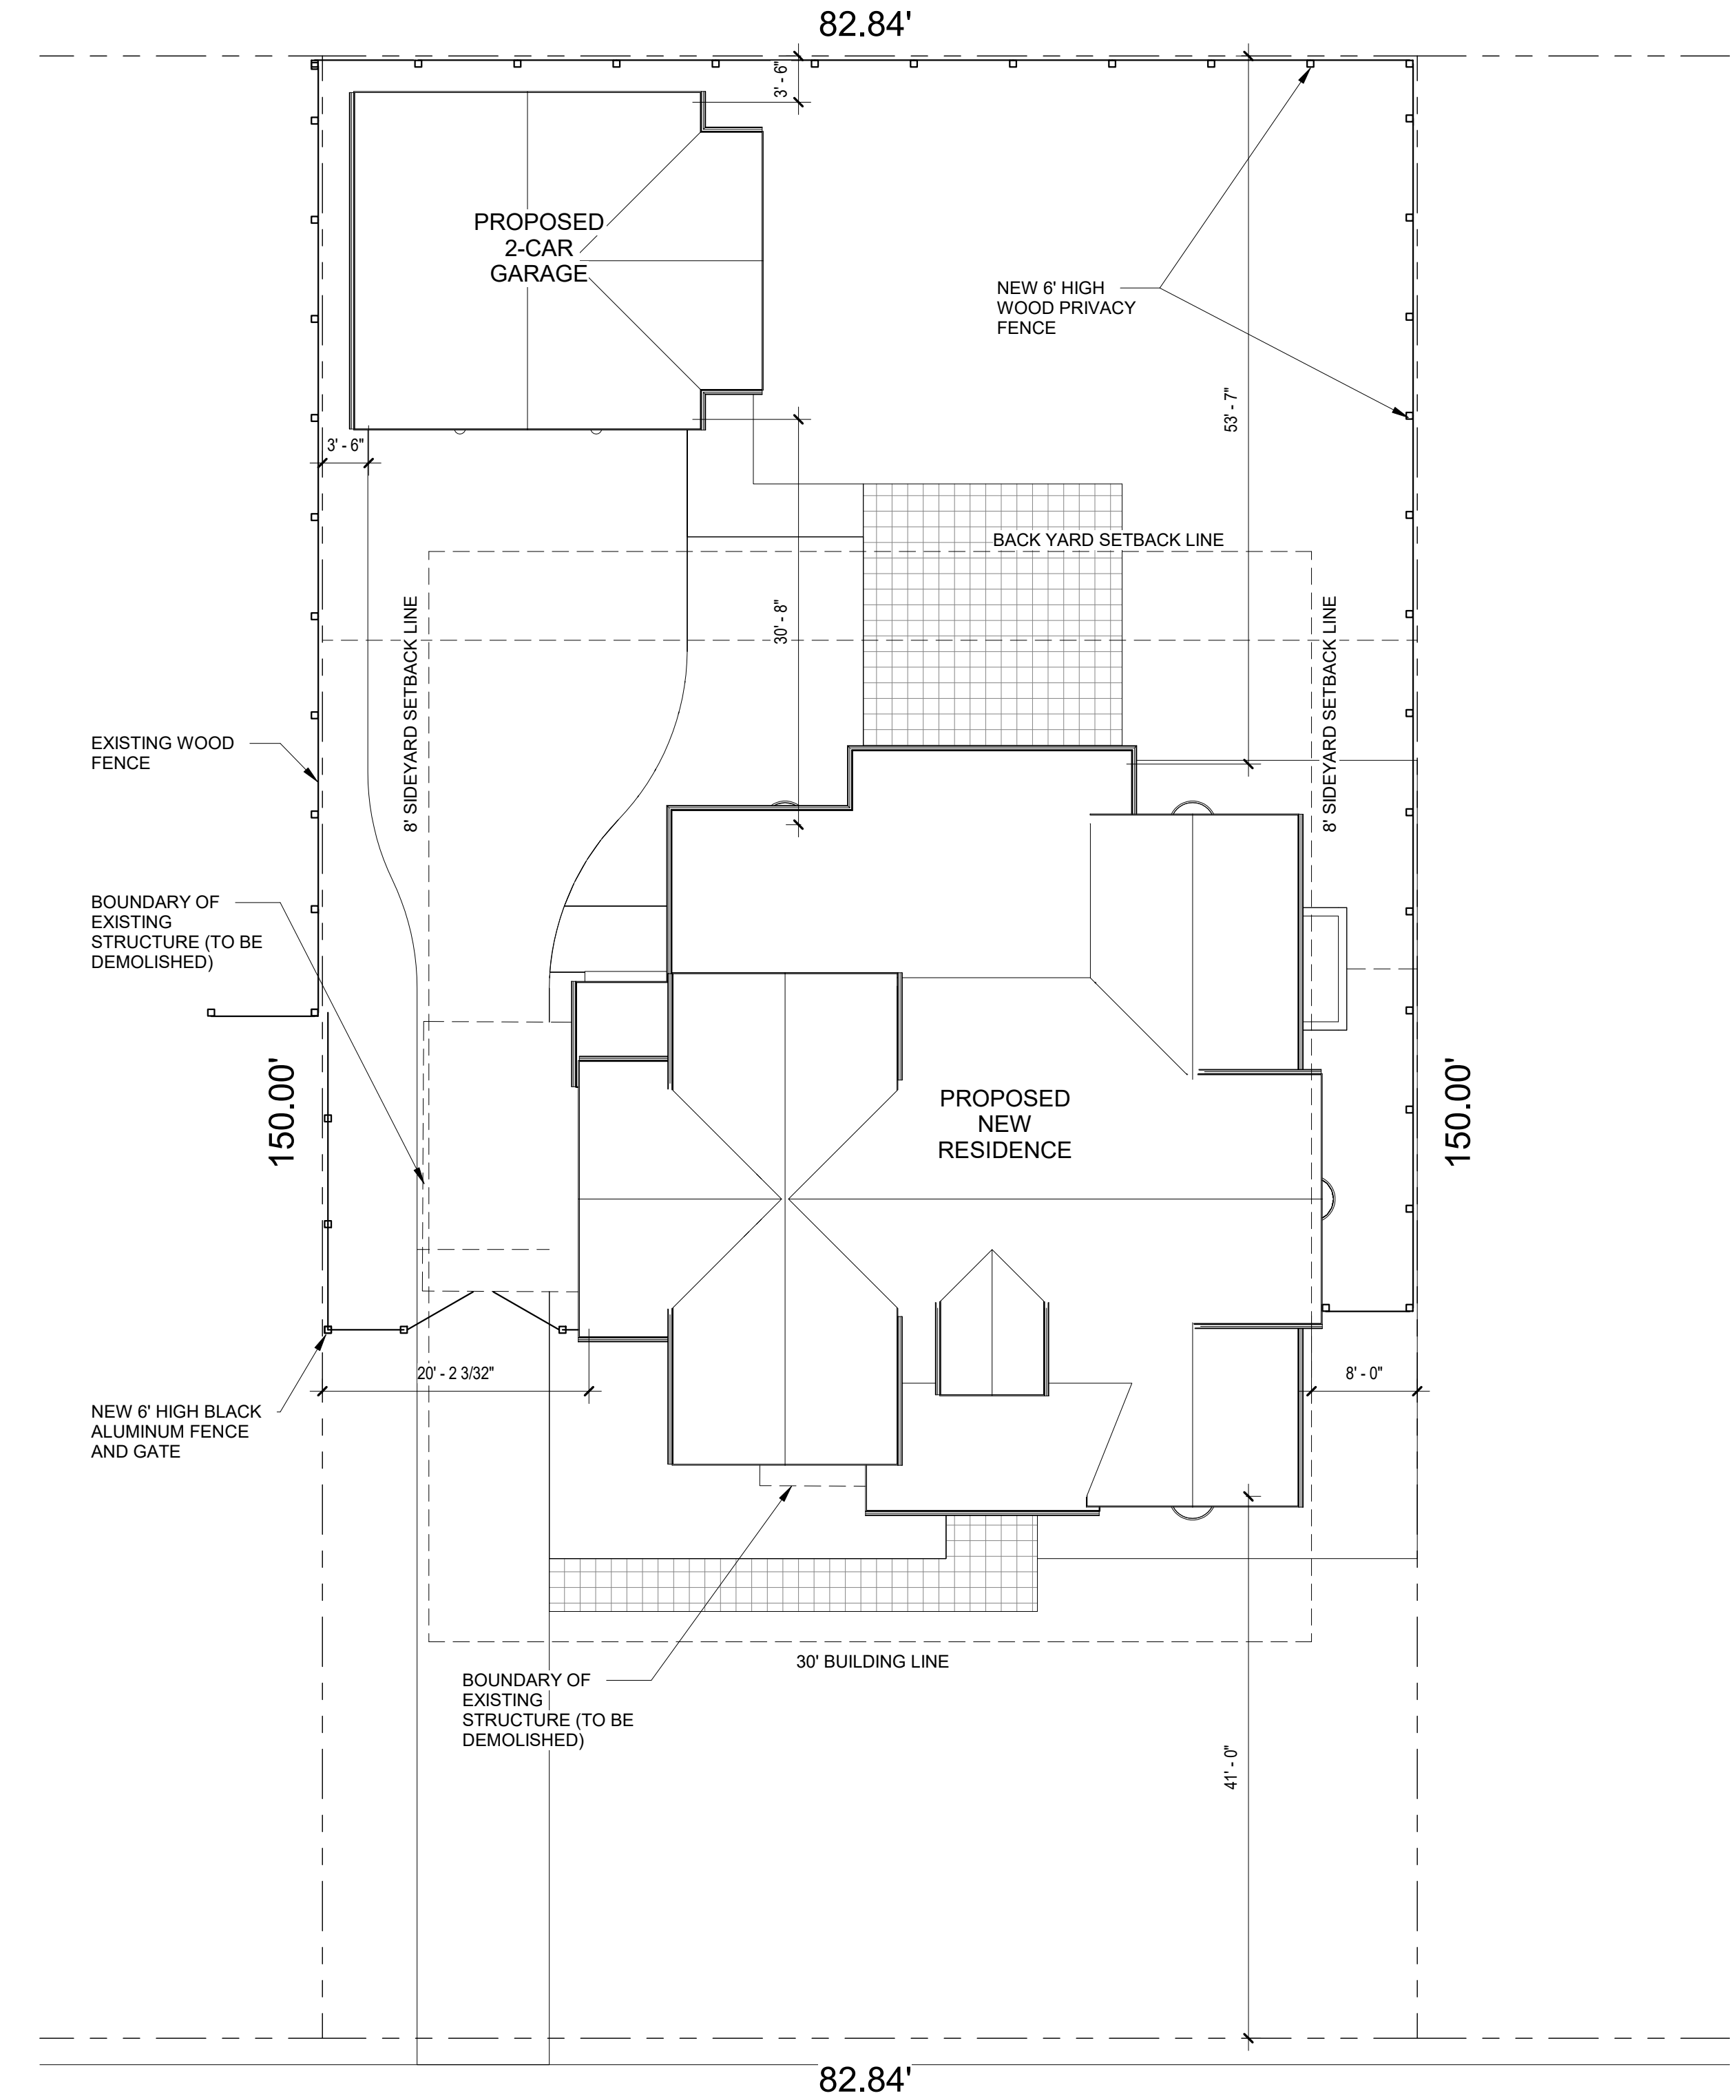 82.84'
3' - 6"
PROPOSED
2-CAR
GARAGE
NEW 6' HIGH
WOOD PRIVACY
FENCE
53' - 7"
3' - 6"
BACK YARD SETBACK LINE
30' - 8"
8' SIDEYARD SETBACK LINE
8' SIDEYARD SETBACK LINE
EXISTING WOOD
FENCE
BOUNDARY OF
EXISTING
STRUCTURE (TO BE
DEMOLISHED)
150.00'
PROPOSED
NEW
RESIDENCE
150.00'
20' - 2 3/32"
8' - 0"
NEW 6' HIGH BLACK
ALUMINUM FENCE
AND GATE
30' BUILDING LINE
BOUNDARY OF
EXISTING
STRUCTURE (TO BE
DEMOLISHED)
41' - 0"
82.84'